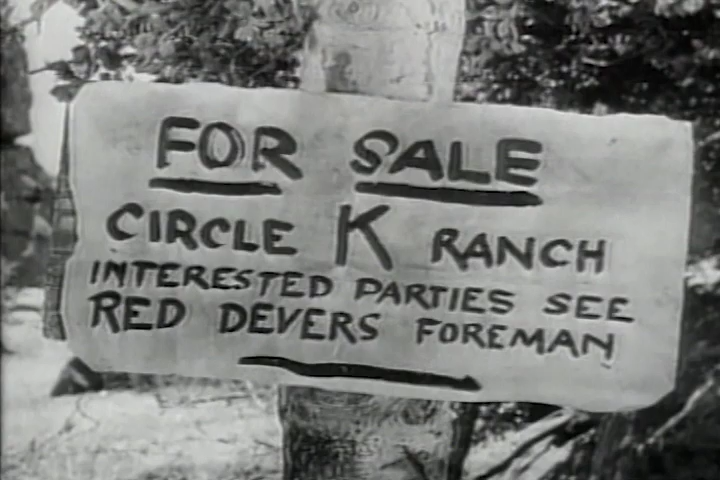 FOR SALE
CIRCLE K RANCH
INTERESTED PARTIES SEE
RED DEVERS FOREMAN